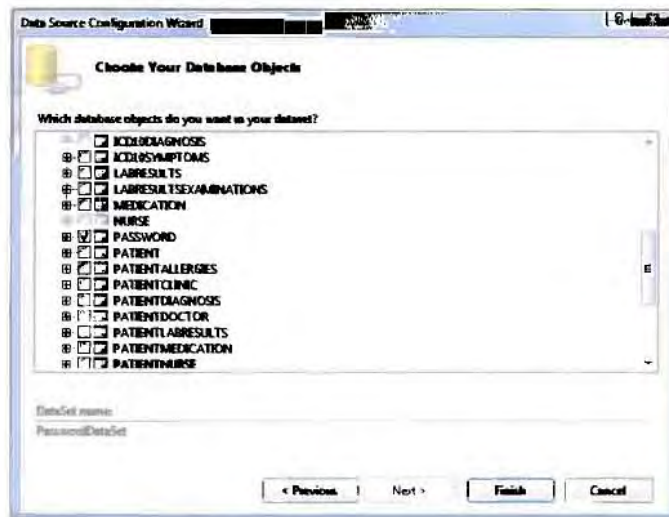 Data Source Configuration Wizard
Choose Your Database Objects
Which database objects do you want in your dataset?
ICD10DIAGNOSIS
ICD10SYMPTOMS
LABRESULTS
LABRESULTSEXAMINATIONS
MEDICATION
NURSE
PASSWORD
PATIENT
PATIENTALLERGIES
PATIENTCLINIC
PATIENTDIAGNOSIS
PATIENTDOCTOR
PATIENTLABRESULTS
PATIENTMEDICATION
PATIENTNURSE
DataSet name:
PasswordDataSet
< Previous Next > Finish Cancel